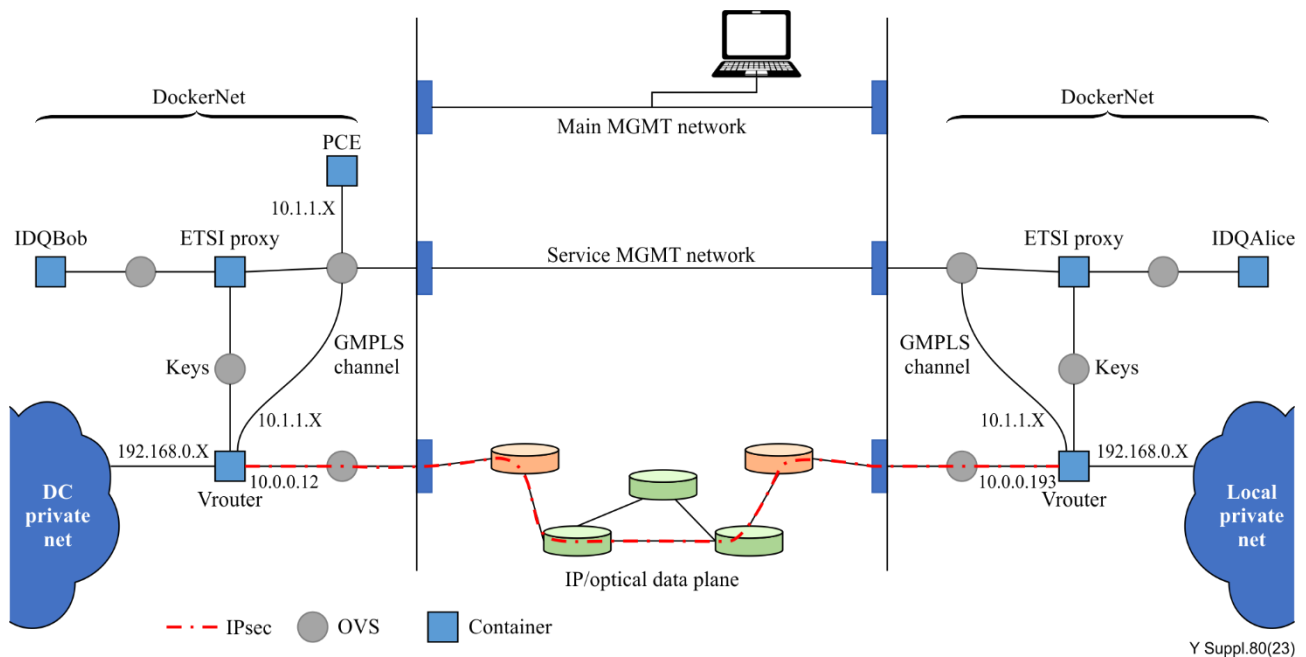 DockerNet
DockerNet
Main MGMT network
PCE
10.1.1.X
IDQBob
ETSI proxy
Service MGMT network
ETSI proxy
IDQAlice
GMPLS
channel
GMPLS
channel
Keys
Keys
10.1.1.X
10.1.1.X
192.168.0.X
192.168.0.X
10.0.0.12
10.0.0.193
Vrouter
Vrouter
DC
private
net
Local
private
net
IP/optical data plane
IPsec
OVS
Container
Y Suppl.80(23)